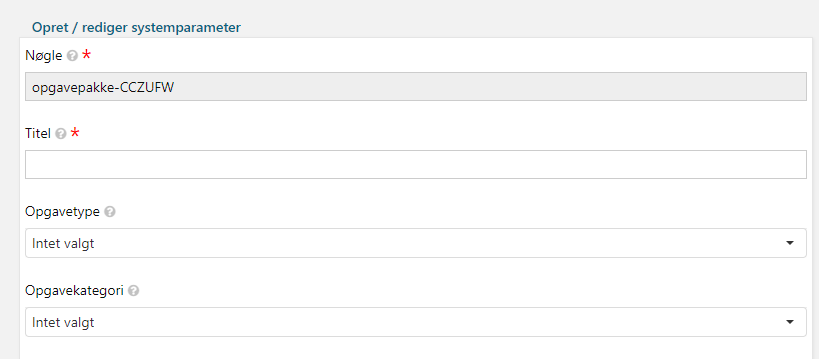 Opret / rediger systemparameter
Nøgle ? *
opgavepakke-CCZUFW
Titel ? *
Opgavetype ?
Intet valgt
Opgavekategori ?
Intet valgt